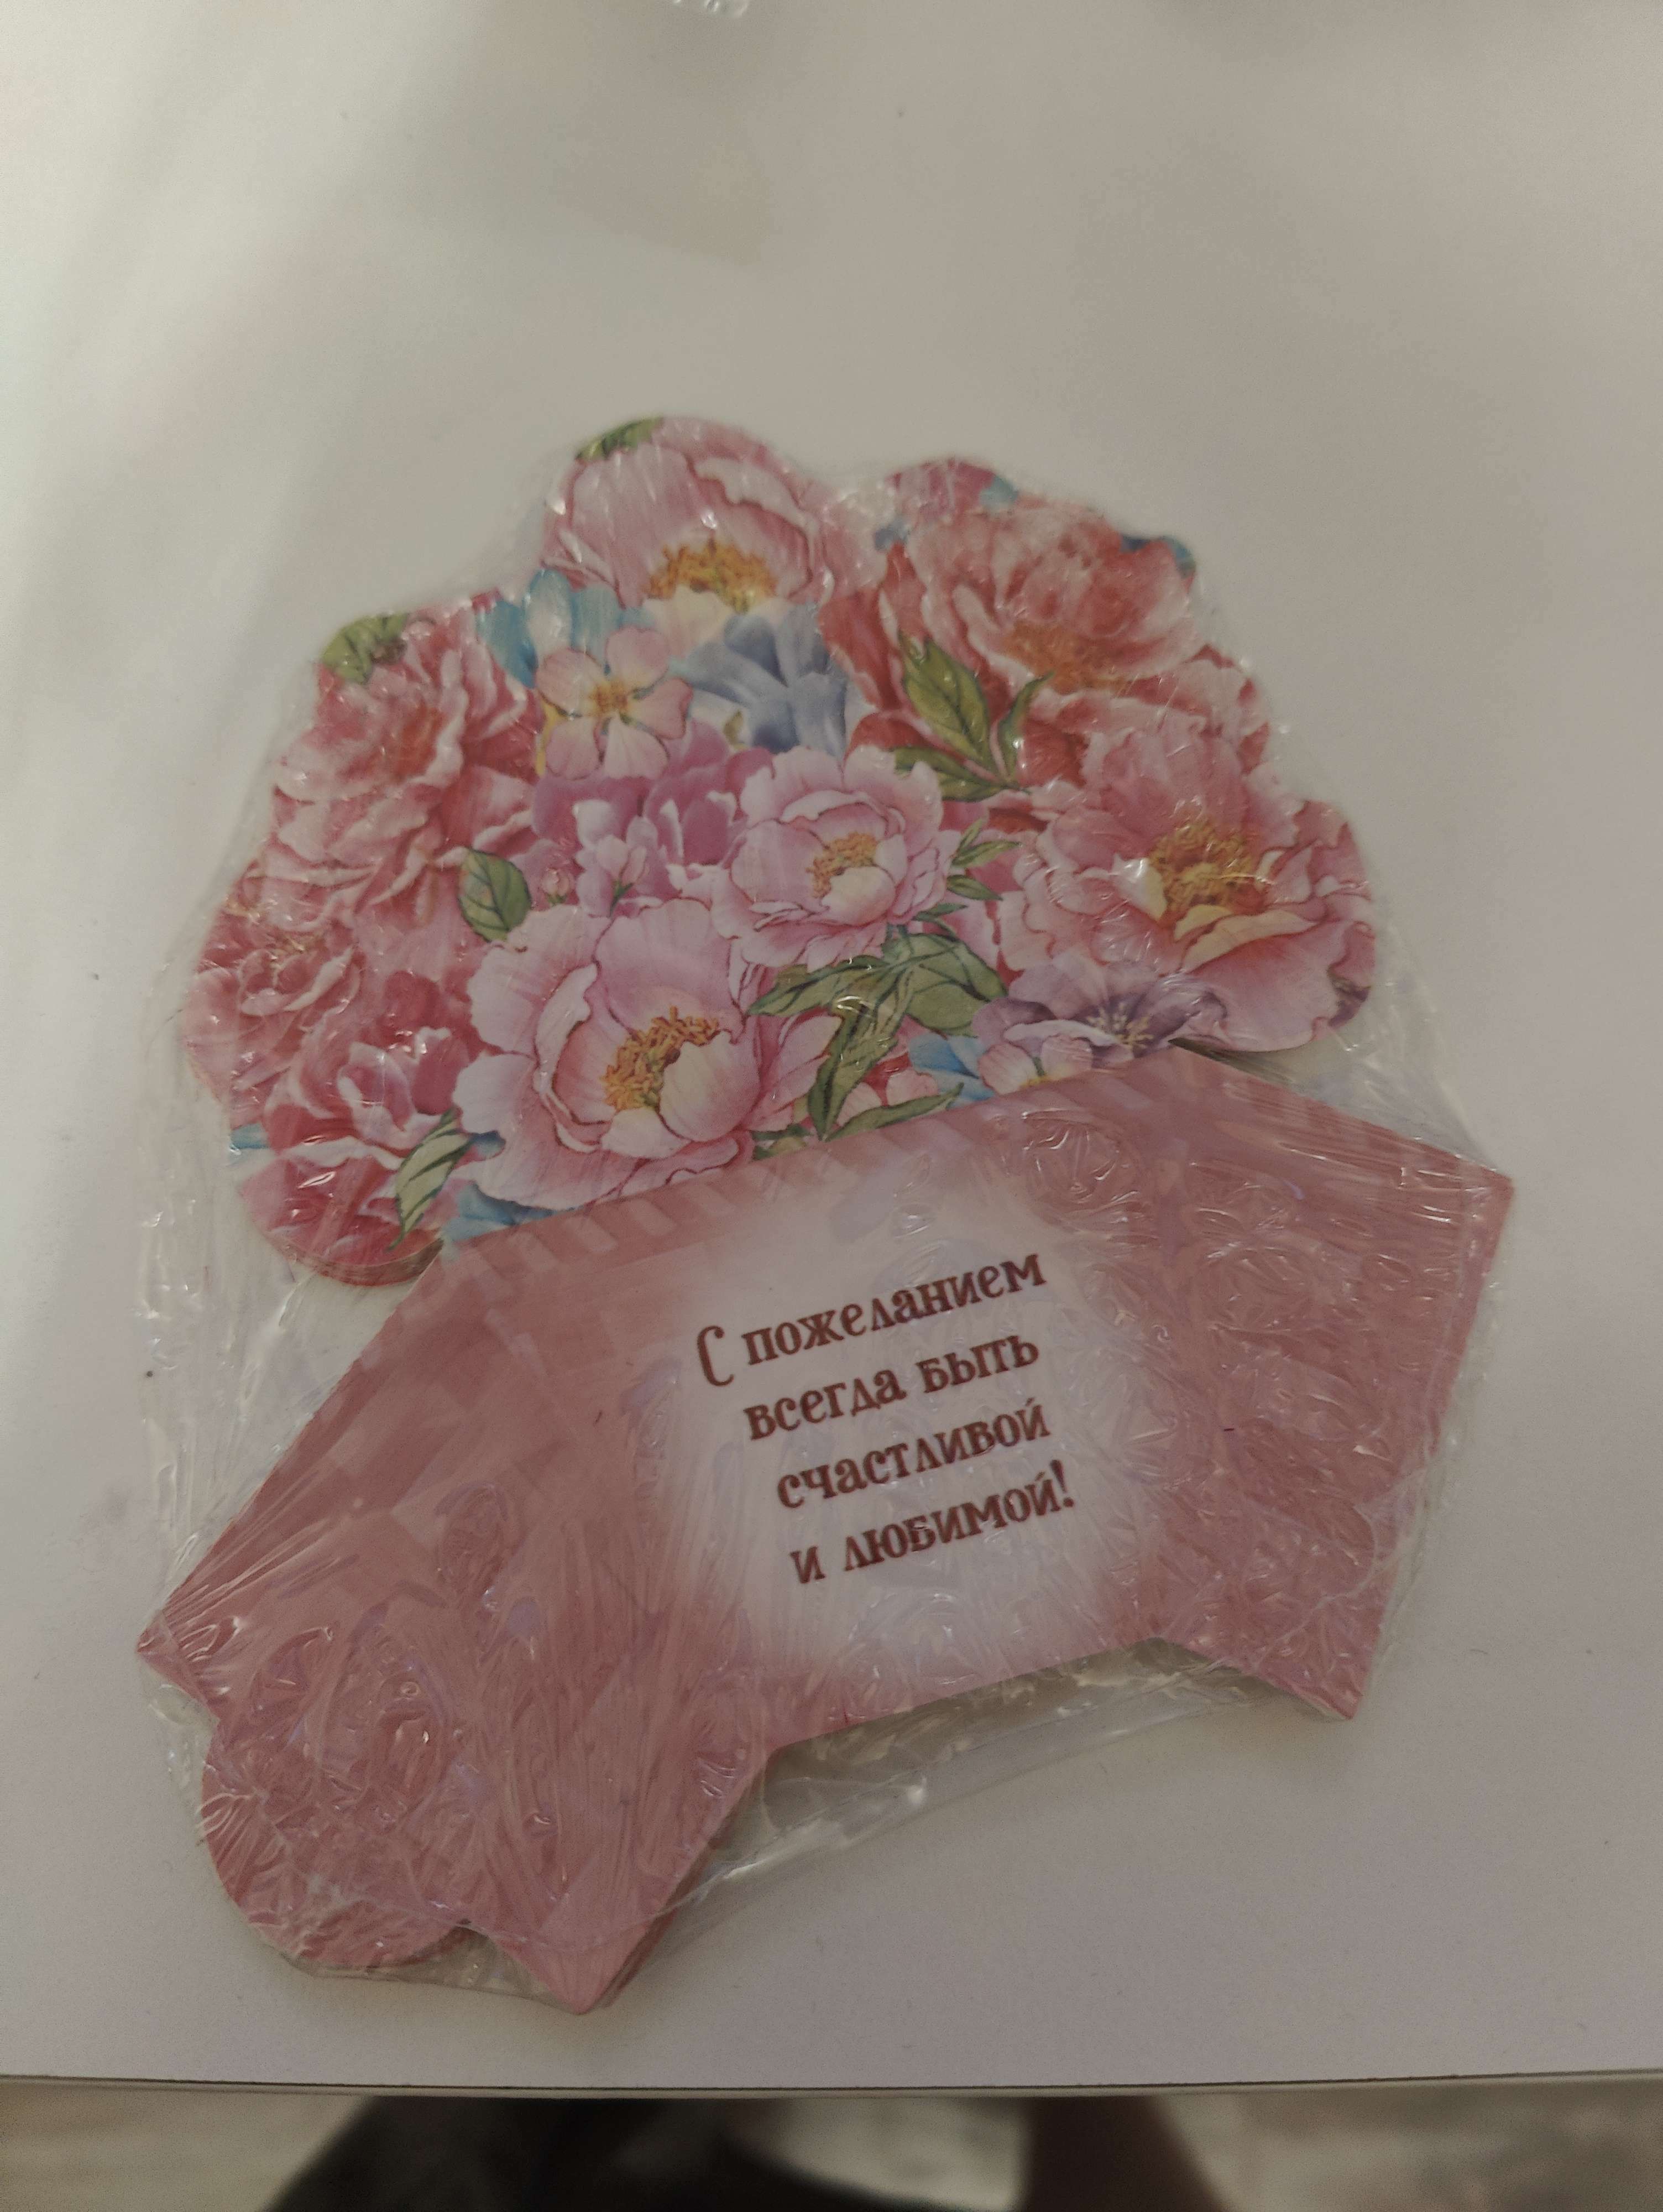 С пожеланием
всегда быть
счастливой
и любимой!